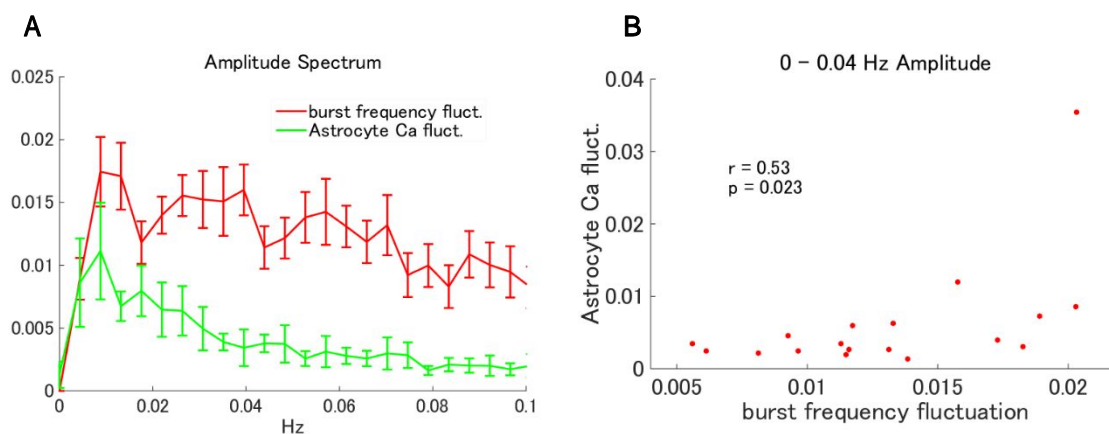 A
Amplitude Spectrum
0.025
0.02
0.015
0.01
0.005
0
burst frequency fluct.
Astrocyte Ca fluct.
0
0.02
0.04
0.06
0.08
0.1
Hz
B
0 - 0.04 Hz Amplitude
Astrocyte Ca fluct.
0.04
0.03
0.02
0.01
0
r = 0.53
p = 0.023
0.005
0.01
0.015
0.02
burst frequency fluctuation